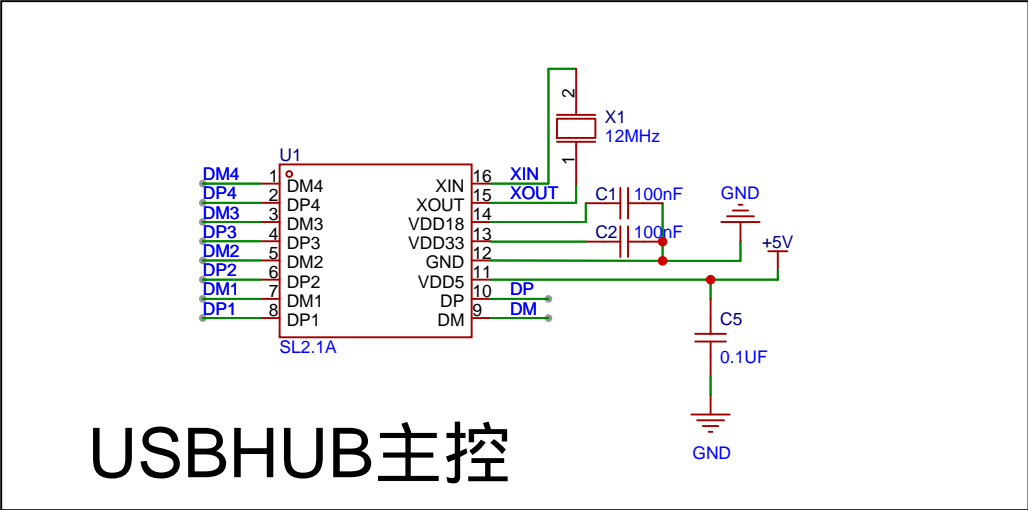 2
X1
12MHz
1
U1
DM4 1 DM4 XIN 16 XIN
DP4 2 DP4 XOUT 15 XOUT
DM3 3 DM3 VDD18 14 C1 100nF
DP3 4 DP3 VDD33 13 C2 100nF
DM2 5 DM2 GND 12 GND
DP2 6 DP2 VDD5 11 +5V
DM1 7 DM1 DP 10 DP
DP1 8 DP1 DM 9 DM
SL2.1A
C5
0.1UF
GND
USBHUB主控